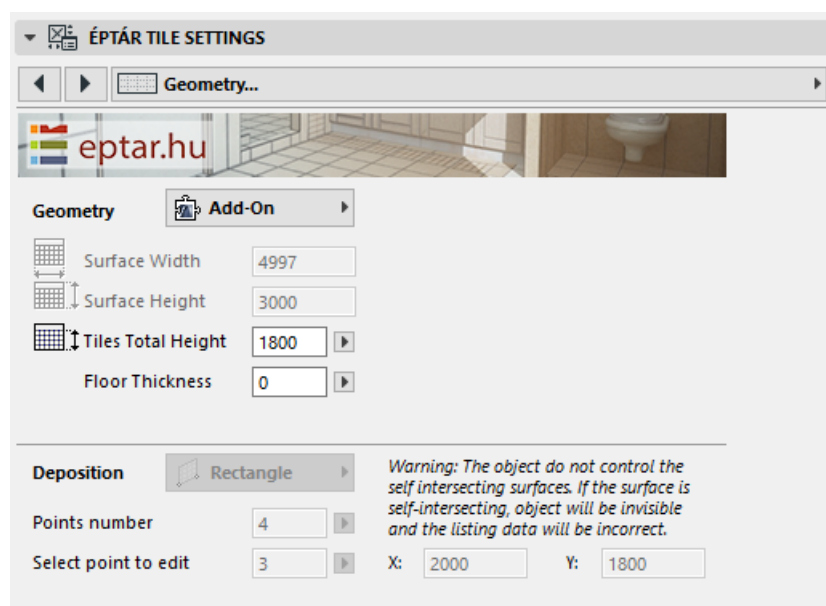 ÉPTÁR TILE SETTINGS
Geometry...
eptar.hu
Geometry
Add-On
Surface Width 4997
Surface Height 3000
Tiles Total Height 1800
Floor Thickness 0
Deposition
Rectangle
Warning: The object do not control the
self intersecting surfaces. If the surface is
self-intersecting, object will be invisible
and the listing data will be incorrect.
Points number 4
Select point to edit 3
X: 2000 Y: 1800